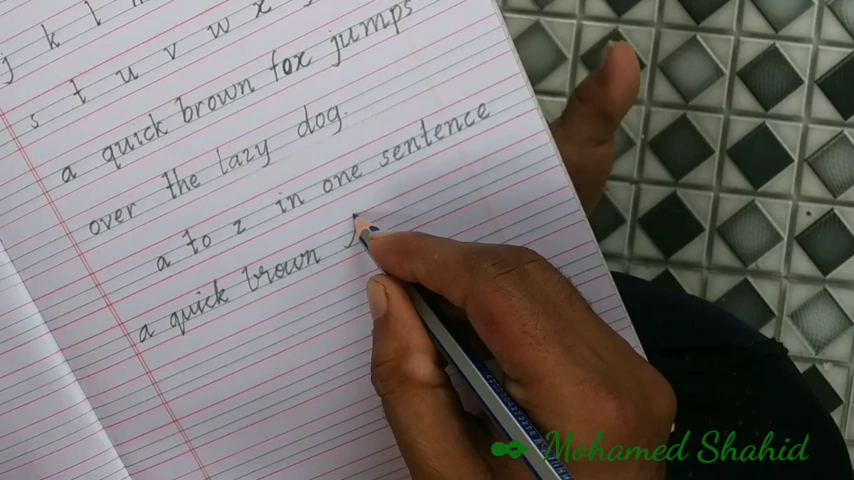 j k l
s t u v w x
a quick brown fox jumps
over the lazy dog.
a to z in one sentence
a quick brown
Mohamed Shahid